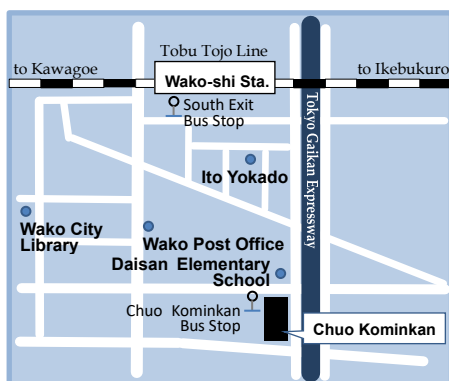 Tobu Tojo Line
to Kawagoe
to Ikebukuro
Wako-shi Sta.
South Exit
Bus Stop
Tokyo Gaikan Expressway
Ito Yokado
Wako City
Library
Wako Post Office
Daisan Elementary
School
Chuo Kominkan
Bus Stop
Chuo Kominkan